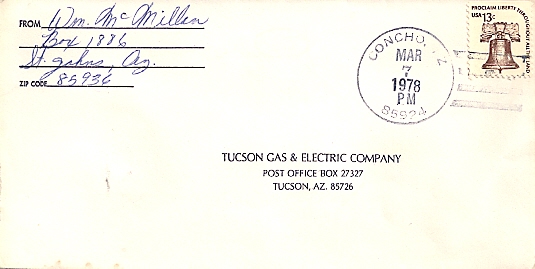 FROM Wm. McMillan
Box 1886
St. Johns, Az.
ZIP CODE 85936
CONCHO, Z
MAR
7
1978
PM
85924
PROCLAIM LIBERTY THROUGHOUT ALL THE LAND
USA 13c
TUCSON GAS & ELECTRIC COMPANY
POST OFFICE BOX 27327
TUCSON, AZ. 85726